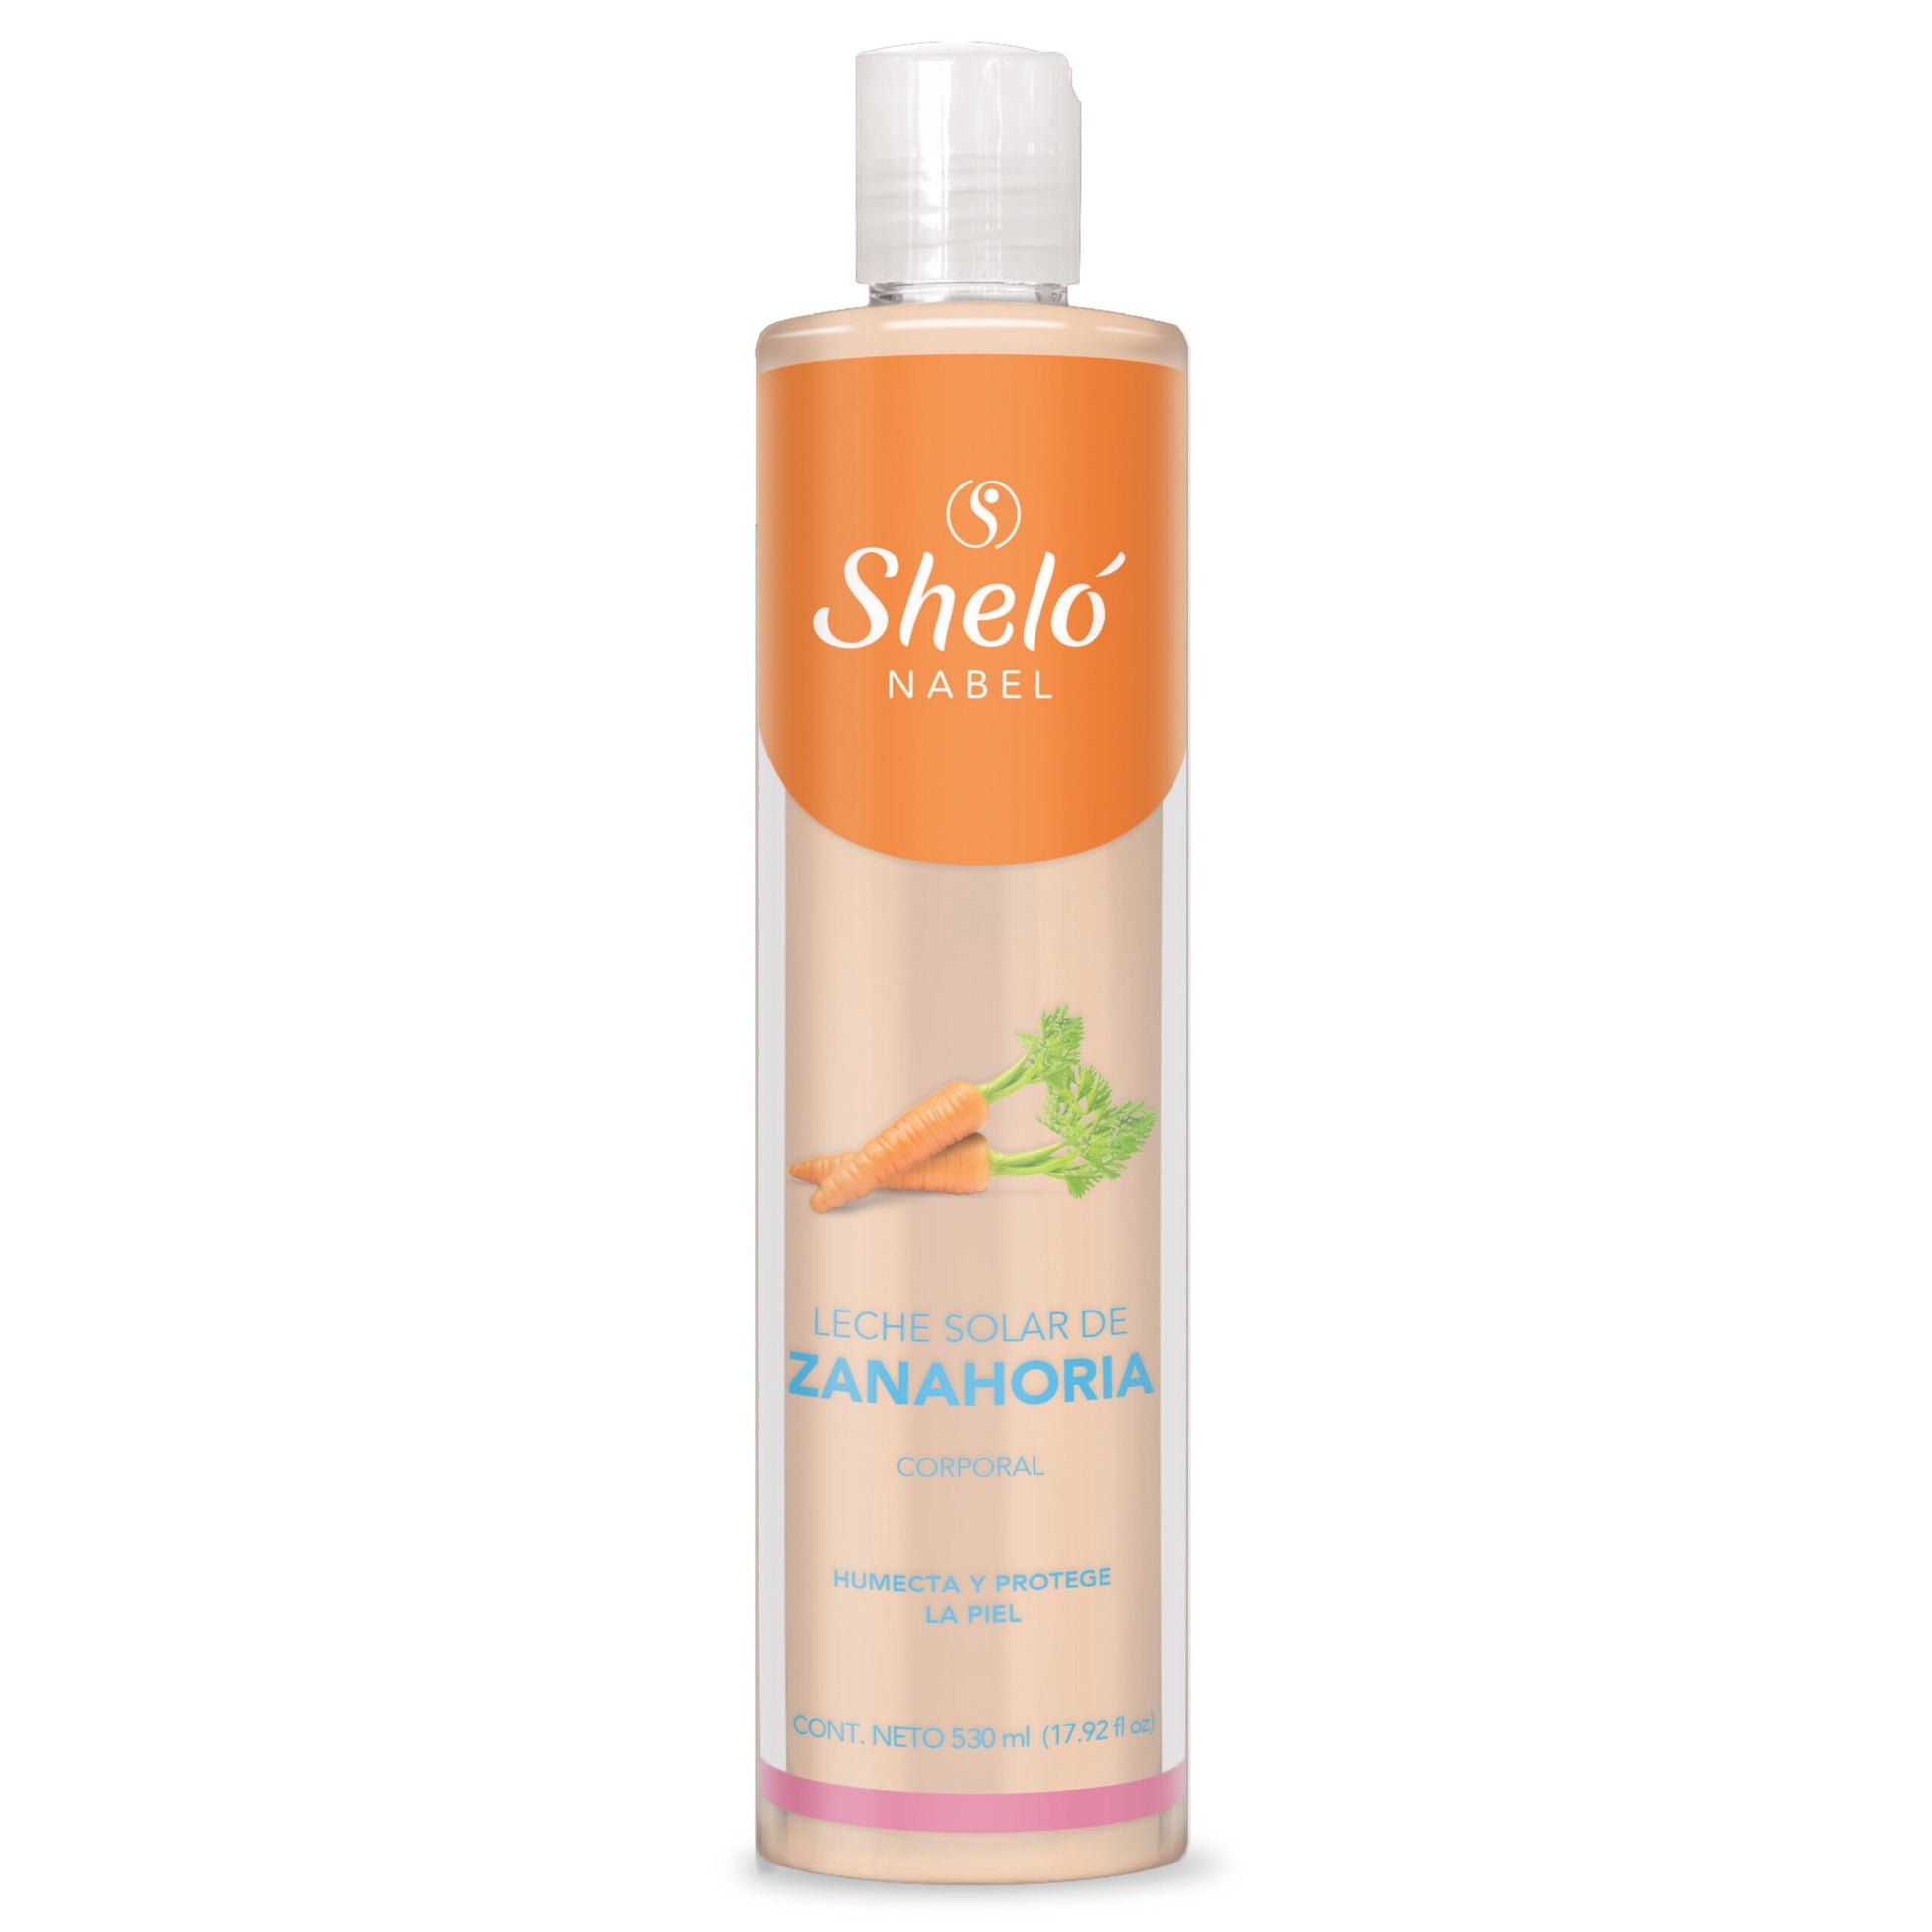 Sheló
NABEL
LECHE SOLAR DE
ZANAHORIA
CORPORAL
HUMECTA Y PROTEGE
LA PIEL
CONT. NETO 530 ml (17.92 fl oz)